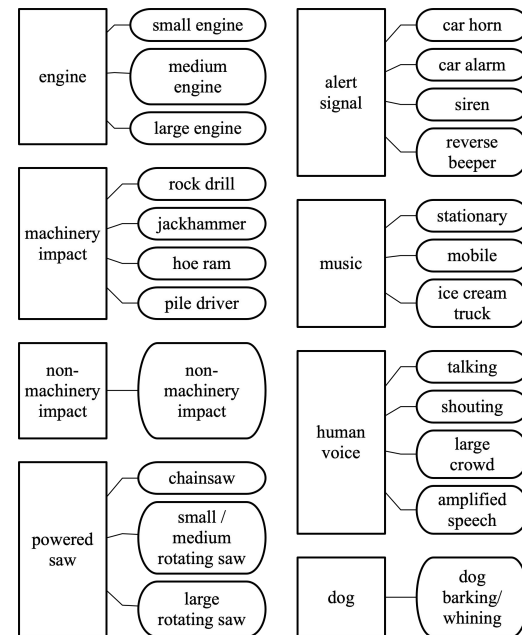 engine
small engine
medium
engine
large engine
machinery
impact
rock drill
jackhammer
hoe ram
pile driver
non-
machinery
impact
non-
machinery
impact
powered
saw
chainsaw
small /
medium
rotating saw
large
rotating saw
alert
signal
car horn
car alarm
siren
reverse
beeper
music
stationary
mobile
ice cream
truck
human
voice
talking
shouting
large
crowd
amplified
speech
dog
dog
barking/
whining